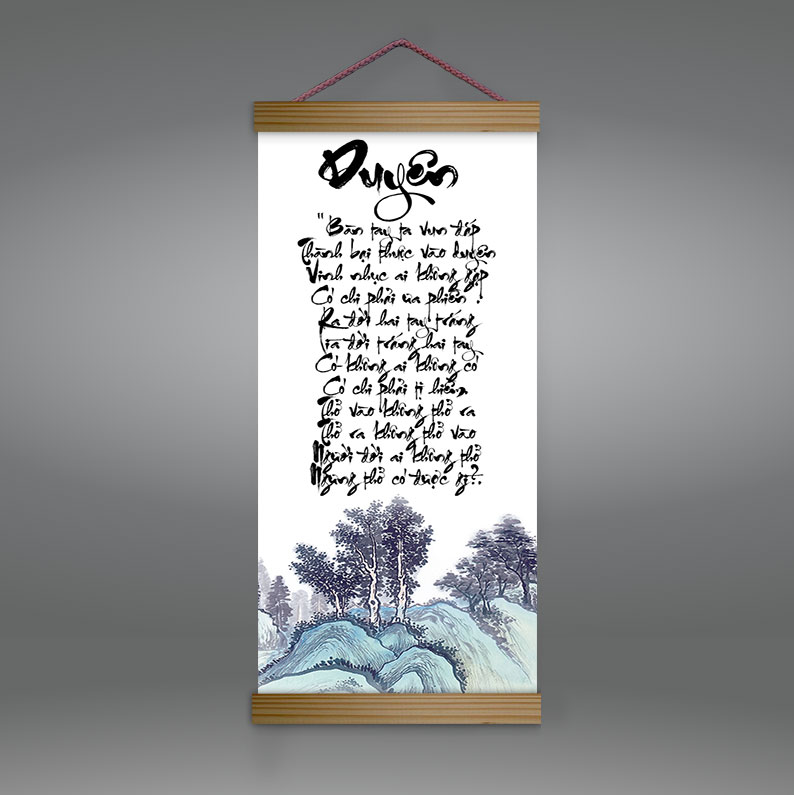 Duyên
"Bàn tay ta vun đắp
Thành bại thuộc vào duyên
Vinh nhục ai không gặp
Có chi phải ưa phiền .
Ra đời hai tay trắng
Lìa đời trắng hai tay
Có không ai không có
Có chi phải tị hiềm
Thở vào không thở ra
Thở ra không thở vào
Người đời ai không thở
Ngừng thở có được gì?.